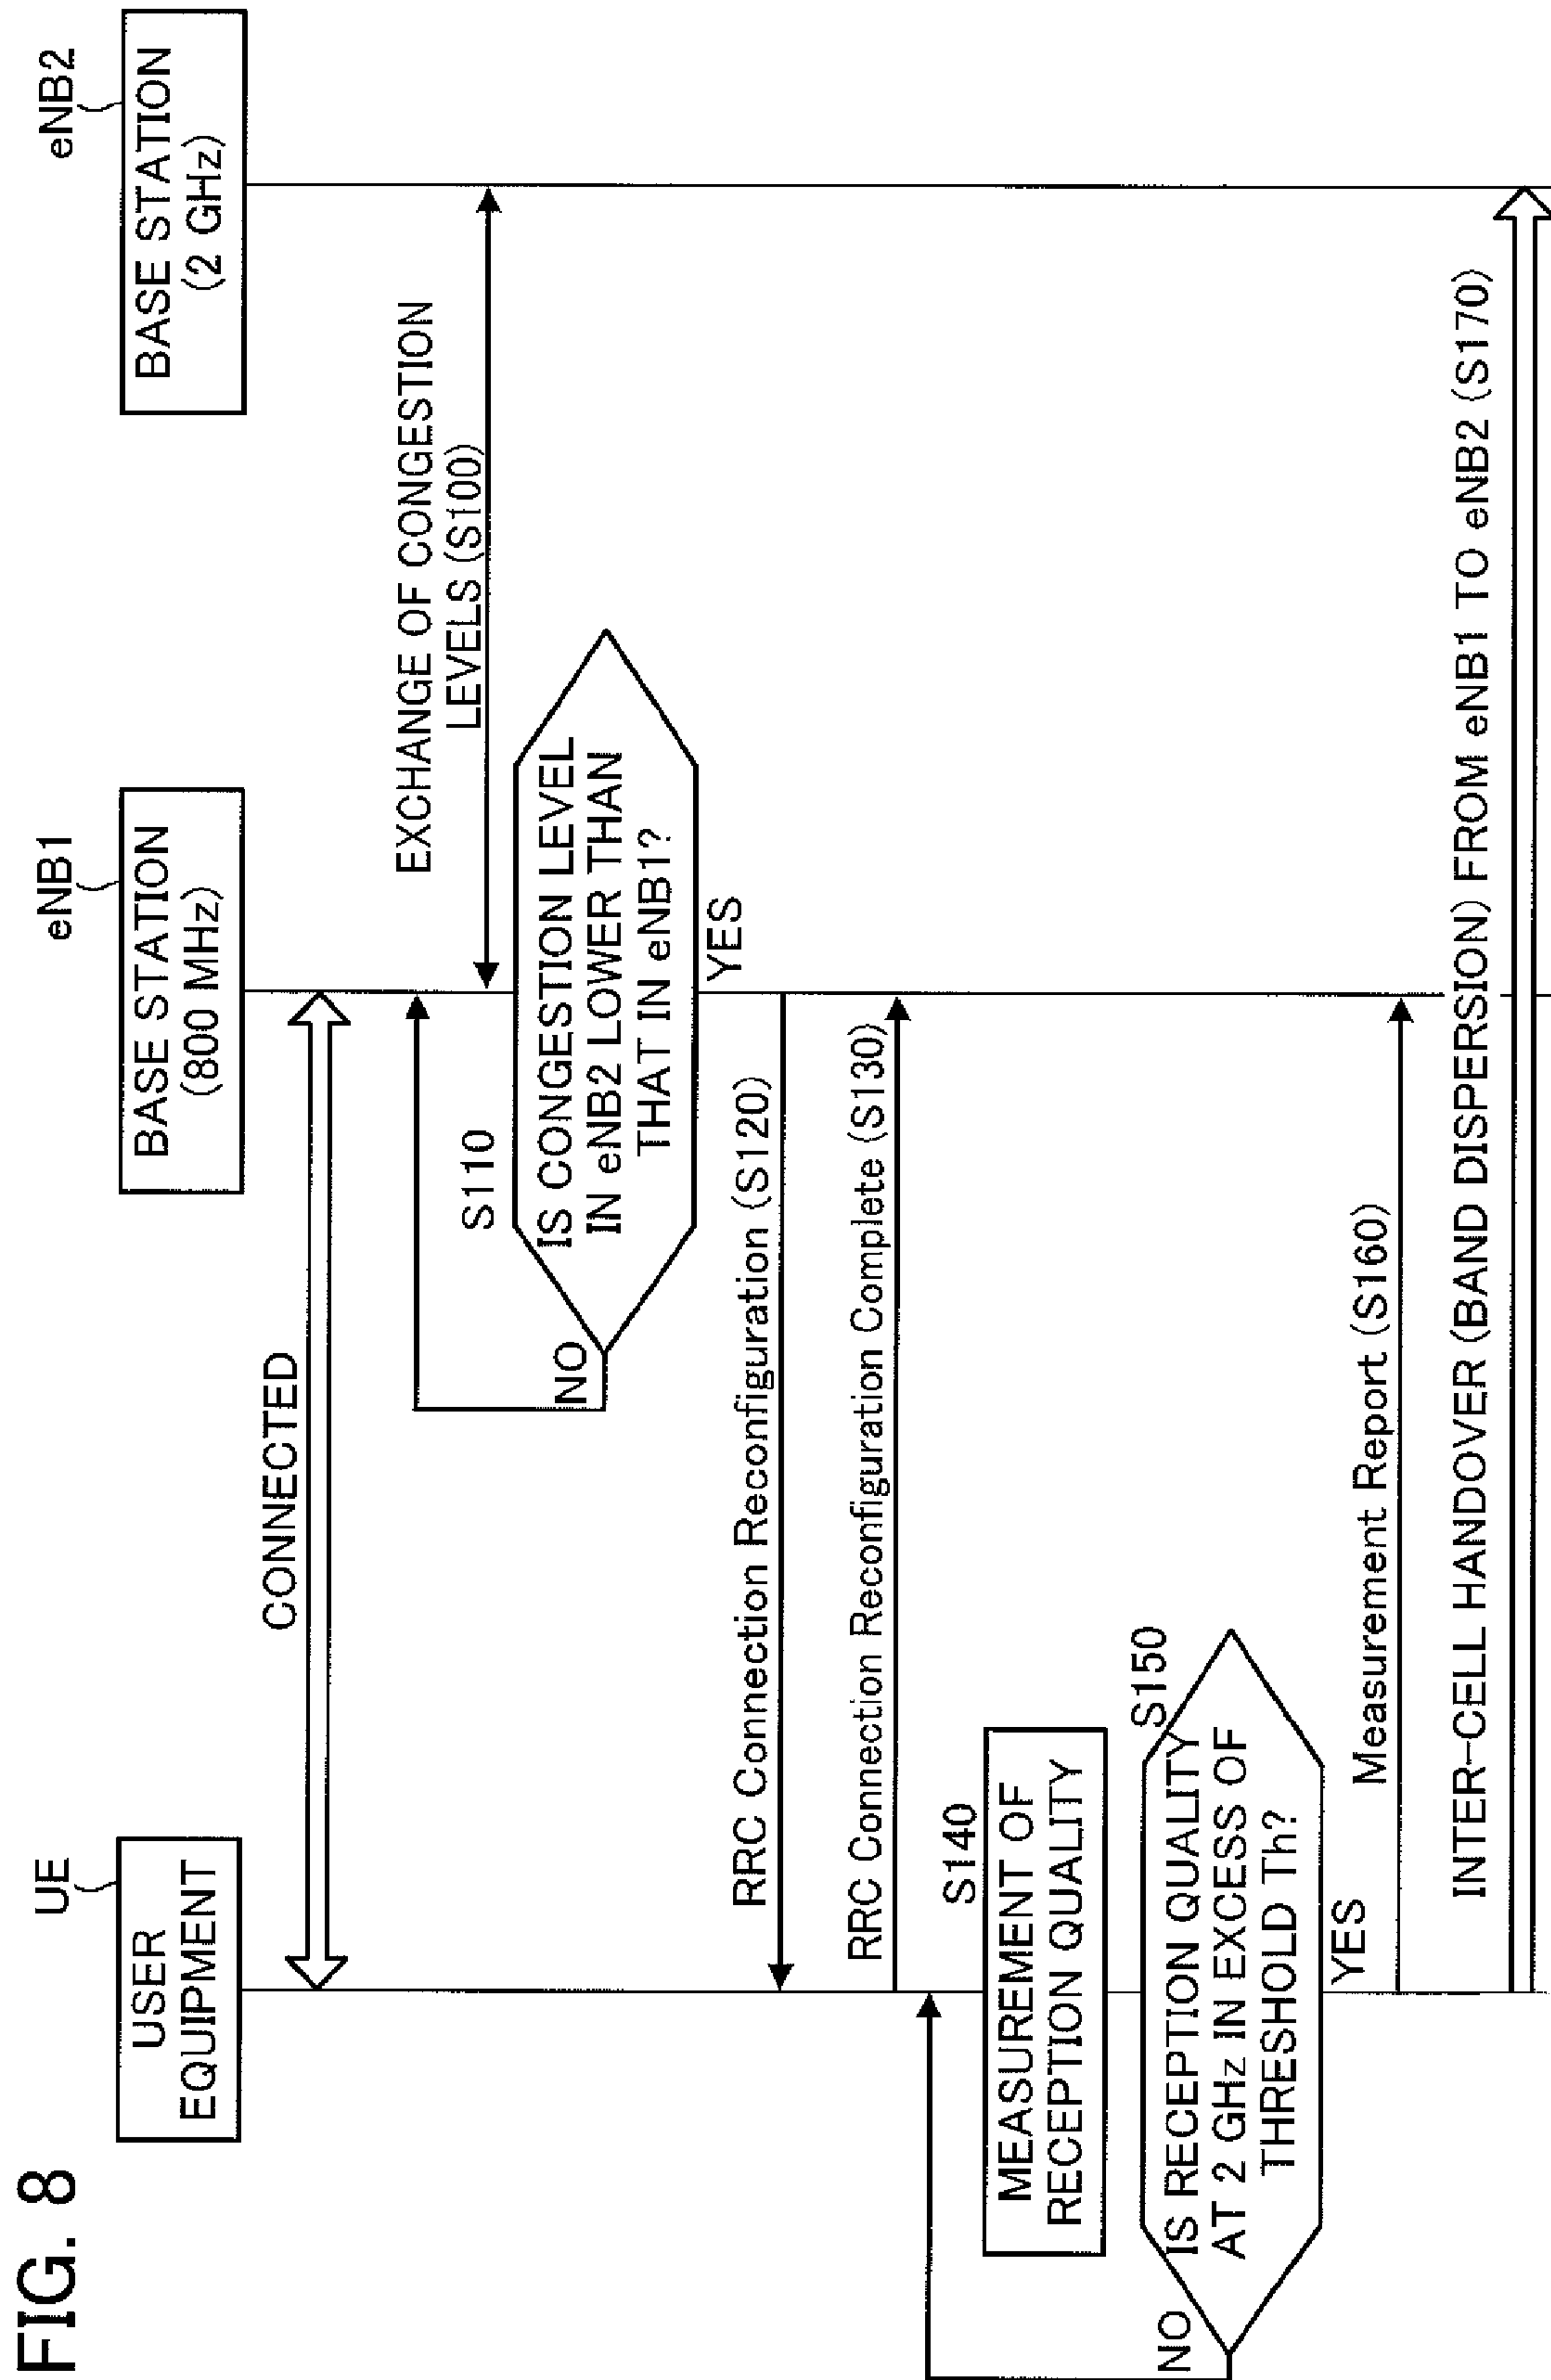 FIG. 8
UE
USER
EQUIPMENT
eNB1
BASE STATION
(800 MHz)
eNB2
BASE STATION
(2 GHz)
CONNECTED
EXCHANGE OF CONGESTION
LEVELS (S100)
S110
IS CONGESTION LEVEL
IN eNB2 LOWER THAN
THAT IN eNB1?
NO
YES
RRC Connection Reconfiguration (S120)
RRC Connection Reconfiguration Complete (S130)
S140
MEASUREMENT OF
RECEPTION QUALITY
S150
IS RECEPTION QUALITY
AT 2 GHz IN EXCESS OF
THRESHOLD Th?
NO
YES
Measurement Report (S160)
INTER-CELL HANDOVER (BAND DISPERSION) FROM eNB1 TO eNB2 (S170)